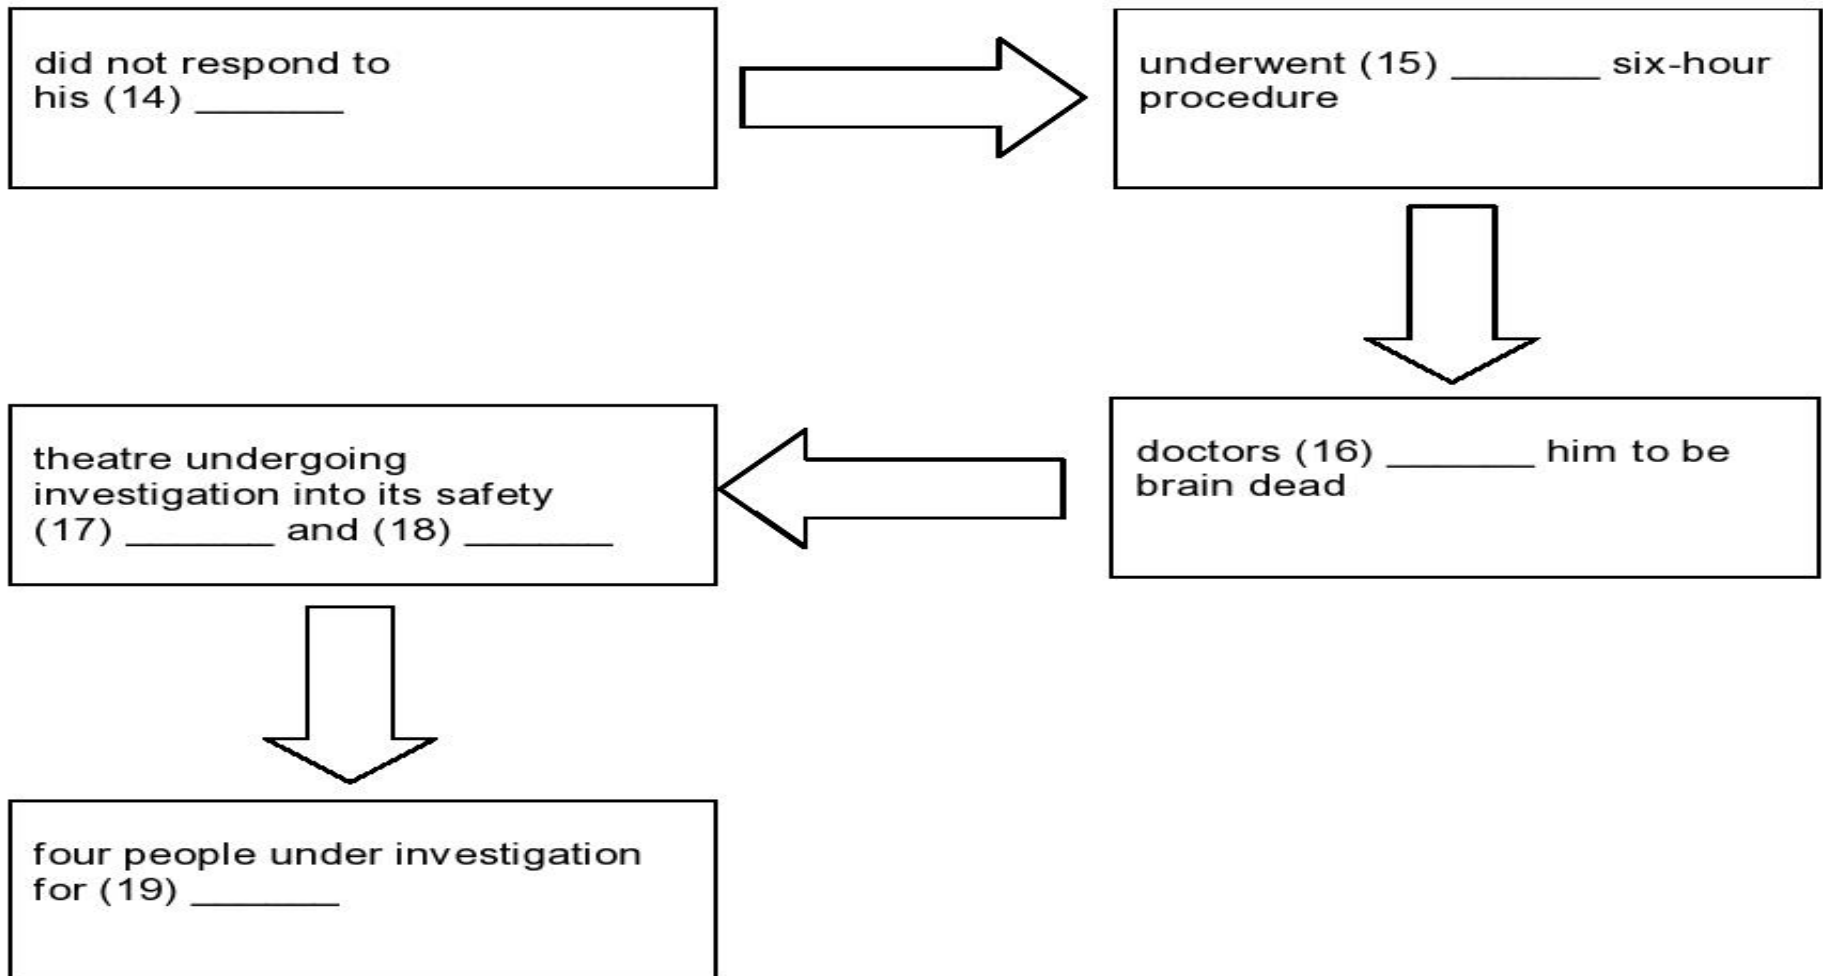 did not respond to
his (14) _______
underwent (15) _______ six-hour
procedure
doctors (16) _______ him to be
brain dead
theatre undergoing
investigation into its safety
(17) _______ and (18) _______
four people under investigation
for (19) _______